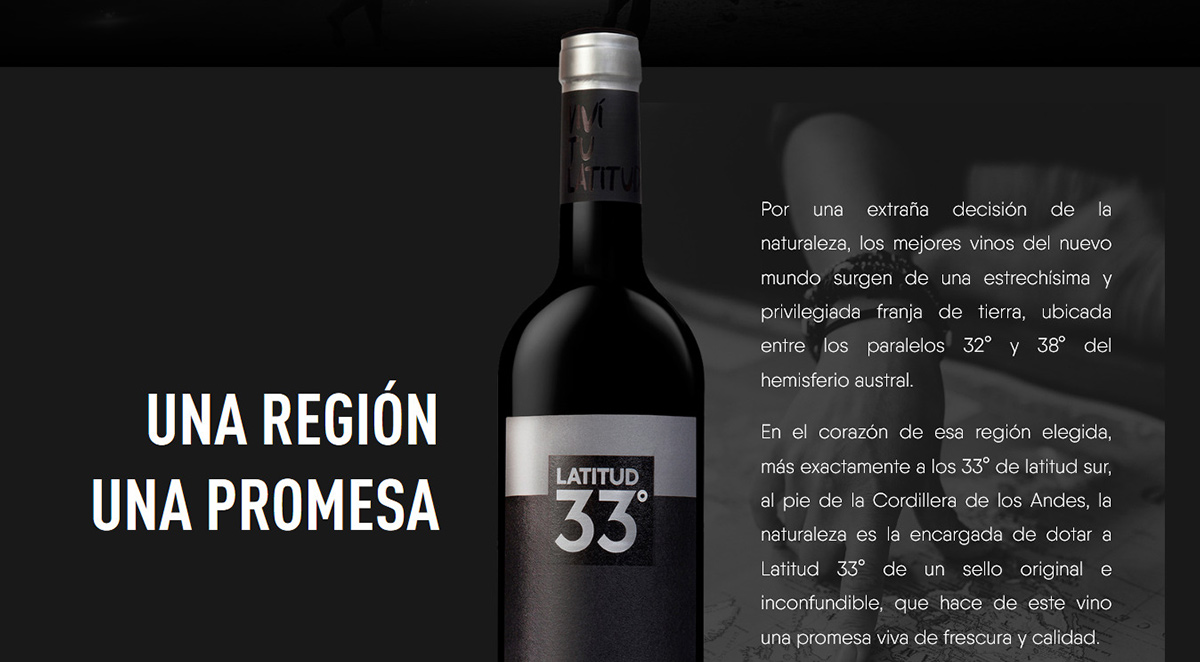 VIVÍ
TU
LATITUD
UNA REGIÓN
UNA PROMESA
LATITUD
33°
Por una extraña decisión de la
naturaleza, los mejores vinos del nuevo
mundo surgen de una estrechísima y
privilegiada franja de tierra, ubicada
entre los paralelos 32° y 38° del
hemisferio austral.
En el corazón de esa región elegida,
más exactamente a los 33° de latitud sur,
al pie de la Cordillera de los Andes, la
naturaleza es la encargada de dotar a
Latitud 33° de un sello original e
inconfundible, que hace de este vino
una promesa viva de frescura y calidad.